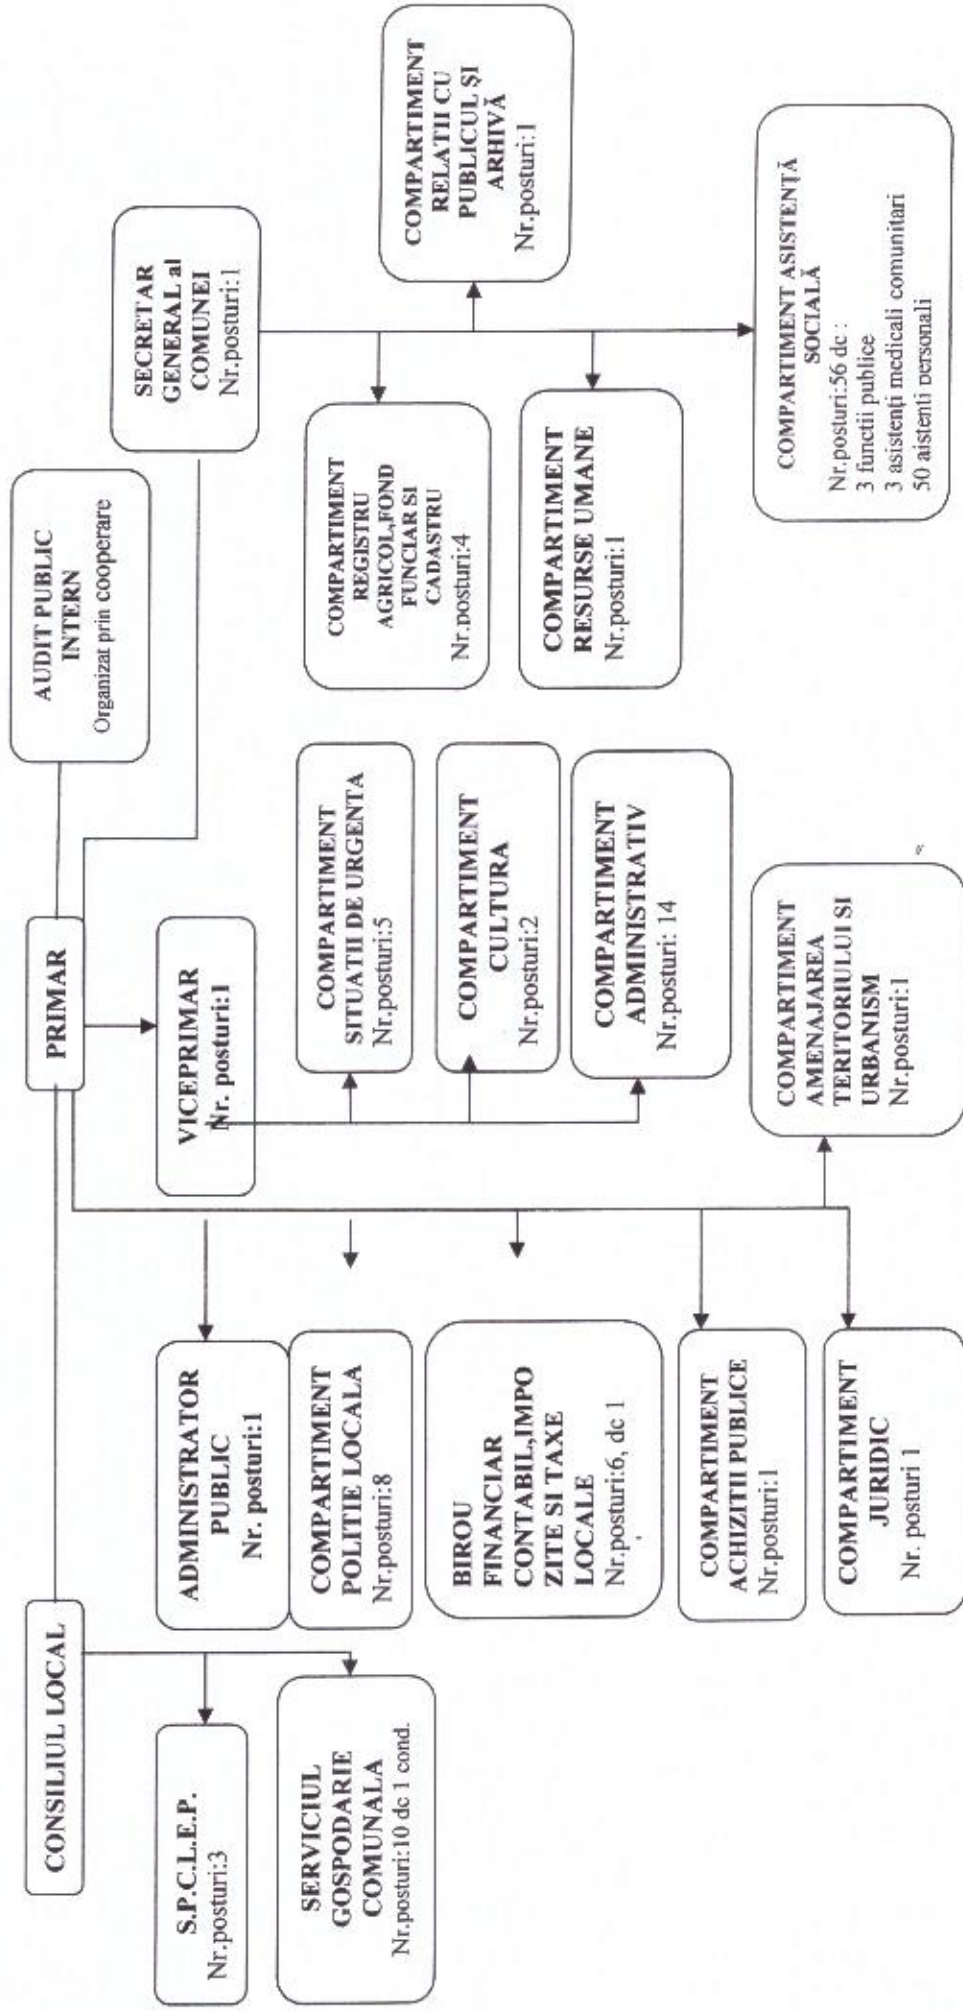 CONSILIUL LOCAL
PRIMAR
AUDIT PUBLIC
INTERN
Organizat prin cooperare
S.P.C.L.E.P.
Nr.posturi:3
SERVICIUL
GOSPODARIE
COMUNALA
Nr.posturi:10 dc 1 cond.
ADMINISTRATOR
PUBLIC
Nr. posturi:1
COMPARTIMENT
POLITIE LOCALA
Nr.posturi:8
BIROU
FINANCIAR
CONTABIL,IMPO
ZITE SI TAXE
LOCALE
Nr.posturi:6, dc 1
COMPARTIMENT
ACHIZITII PUBLICE
Nr.posturi:1
COMPARTIMENT
JURIDIC
Nr. posturi 1
VICEPRIMAR
Nr. posturi:1
COMPARTIMENT
SITUATII DE URGENTA
Nr.posturi:5
COMPARTIMENT
CULTURA
Nr.posturi:2
COMPARTIMENT
ADMINISTRATIV
Nr.posturi: 14
COMPARTIMENT
AMENAJAREA
TERITORIULUI SI
URBANISM
Nr.posturi:1
SECRETAR
GENERAL al
COMUNEI
Nr.posturi:1
COMPARTIMENT
REGISTRU
AGRICOL,FOND
FUNCIAR SI
CADASTRU
Nr.posturi:4
COMPARTIMENT
RESURSE UMANE
Nr.posturi:1
COMPARTIMENT
RELATII CU
PUBLICUL ŞI
ARHIVĂ
Nr.posturi:1
COMPARTIMENT ASISTENŢĂ
SOCIALĂ
Nr.posturi:56 dc :
3 functii publice
3 asistenţi medicali comunitari
50 aistenti personali